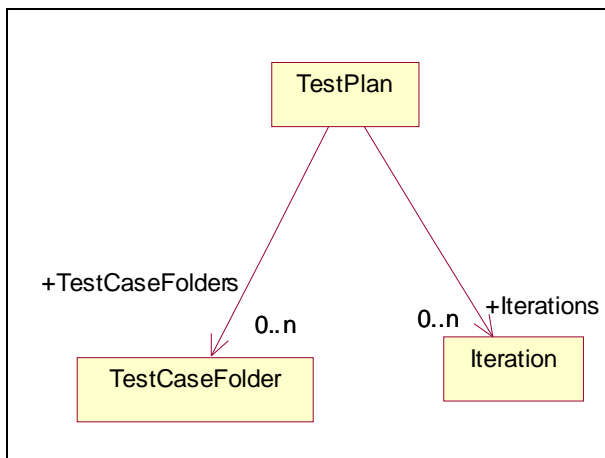 TestPlan
+TestCaseFolders
0..n
0..n
+Iterations
TestCaseFolder
Iteration